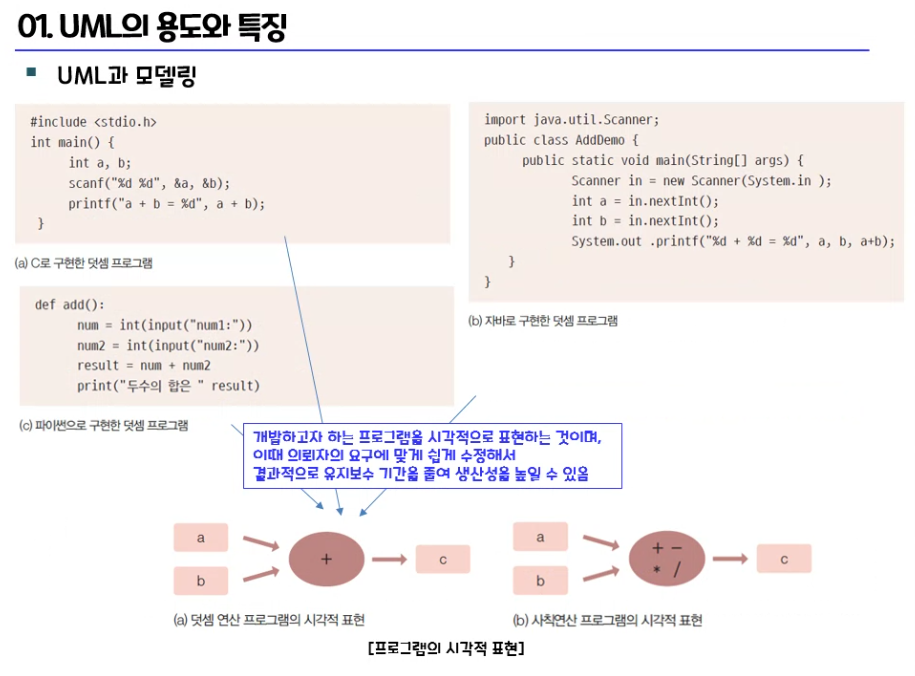 01. UML의 용도와 특징
UML과 모델링
#include <stdio.h>
int main() {
int a, b;
scanf("%d %d", &a, &b);
printf("a + b = %d", a + b);
}
(a) C로 구현한 덧셈 프로그램
def add():
num = int(input("num1:"))
num2 = int(input("num2:"))
result = num + num2
print("두수의 합은 " result)
(c) 파이썬으로 구현한 덧셈 프로그램
import java.util.Scanner;
public class AddDemo {
public static void main(String[] args) {
Scanner in = new Scanner(System.in );
int a = in.nextInt();
int b = in.nextInt();
System.out .printf("%d + %d = %d", a, b, a+b);
}
}
(b) 자바로 구현한 덧셈 프로그램
개발하고자 하는 프로그램을 시각적으로 표현하는 것이며,
이때 의뢰자의 요구에 맞게 쉽게 수정해서
결과적으로 유지보수 기간을 줄여 생산성을 높일 수 있음
a
b
+
c
(a) 덧셈 연산 프로그램의 시각적 표현
a
b
+ −
* /
c
(b) 사칙연산 프로그램의 시각적 표현
[프로그램의 시각적 표현]